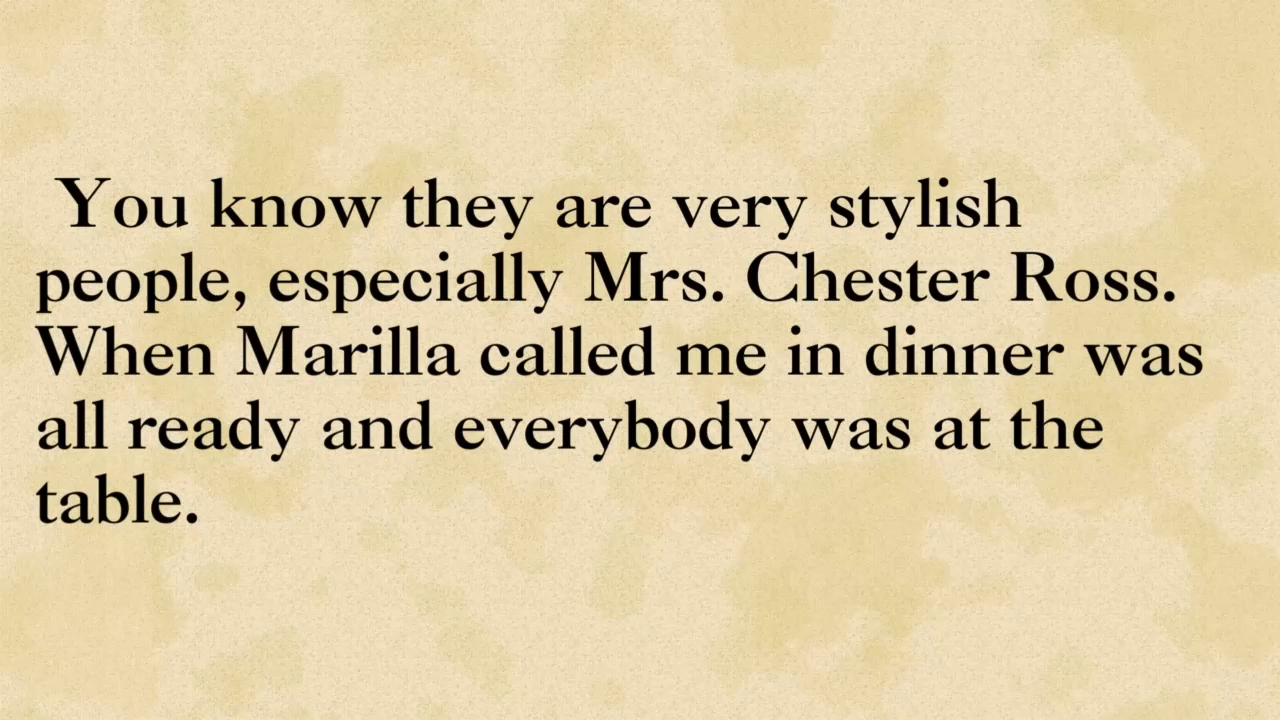 You know they are very stylish
people, especially Mrs. Chester Ross.
When Marilla called me in dinner was
all ready and everybody was at the
table.